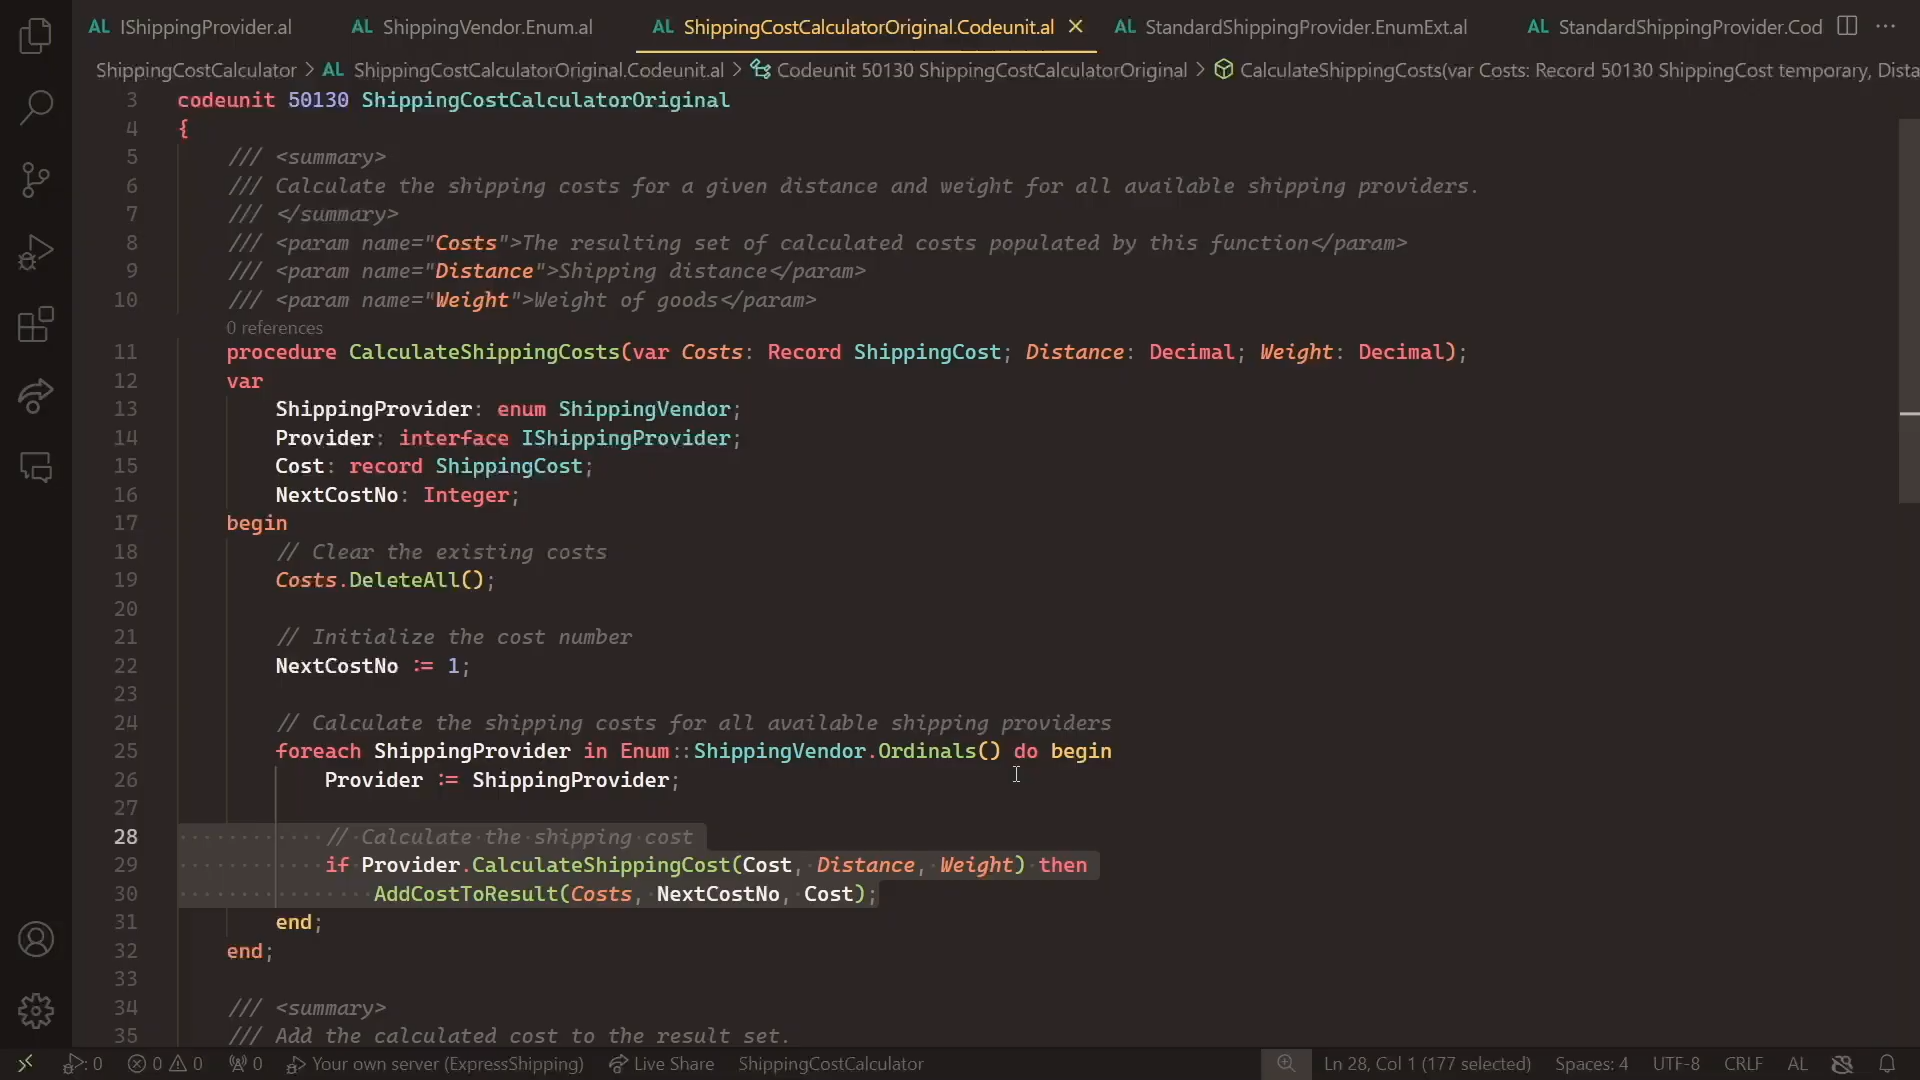 AL IShippingProvider.al AL ShippingVendor.Enum.al AL ShippingCostCalculatorOriginal.Codeunit.al AL StandardShippingProvider.EnumExt.al AL StandardShippingProvider.Cod
ShippingCostCalculator > AL ShippingCostCalculatorOriginal.Codeunit.al > Codeunit 50130 ShippingCostCalculatorOriginal > CalculateShippingCosts(var Costs: Record 50130 ShippingCost temporary, Dista
3 codeunit 50130 ShippingCostCalculatorOriginal
4 {
5 /// <summary>
6 /// Calculate the shipping costs for a given distance and weight for all available shipping providers.
7 /// </summary>
8 /// <param name="Costs">The resulting set of calculated costs populated by this function</param>
9 /// <param name="Distance">Shipping distance</param>
10 /// <param name="Weight">Weight of goods</param>
0 references
11 procedure CalculateShippingCosts(var Costs: Record ShippingCost; Distance: Decimal; Weight: Decimal);
12 var
13 ShippingProvider: enum ShippingVendor;
14 Provider: interface IShippingProvider;
15 Cost: record ShippingCost;
16 NextCostNo: Integer;
17 begin
18 // Clear the existing costs
19 Costs.DeleteAll();
20
21 // Initialize the cost number
22 NextCostNo := 1;
23
24 // Calculate the shipping costs for all available shipping providers
25 foreach ShippingProvider in Enum::ShippingVendor.Ordinals() do begin
26 Provider := ShippingProvider;
27
28 // Calculate the shipping cost
29 if Provider.CalculateShippingCost(Cost, Distance, Weight) then
30 AddCostToResult(Costs, NextCostNo, Cost);
31 end;
32 end;
33
34 /// <summary>
35 /// Add the calculated cost to the result set.
: 0 0 0 0 Your own server (ExpressShipping) Live Share ShippingCostCalculator Ln 28, Col 1 (177 selected) Spaces: 4 UTF-8 CRLF AL